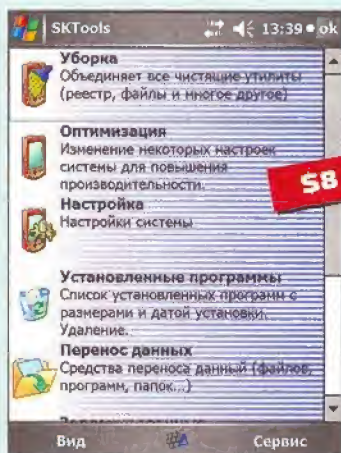 SKTools 13:39 ok
Уборка
Объединяет все чистящие утилиты
(реестр, файлы и многое другое)
Оптимизация
Изменение некоторых настроек
системы для повышения
производительности.
$8
Настройка
Настройки системы
Установленные программы
Список установленных программ с
размерами и датой установки.
Удаление.
Перенос данных
Средства переноса данный (файлов,
программ, папок...)
Вид Сервис